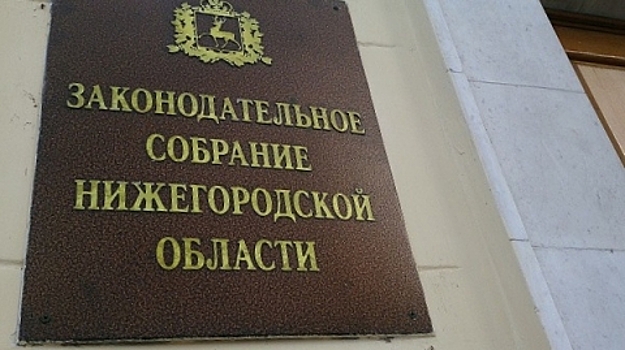 ЗАКОНОДАТЕЛЬНОЕ
СОБРАНИЕ
НИЖЕГОРОДСКОЙ
ОБЛАСТИ